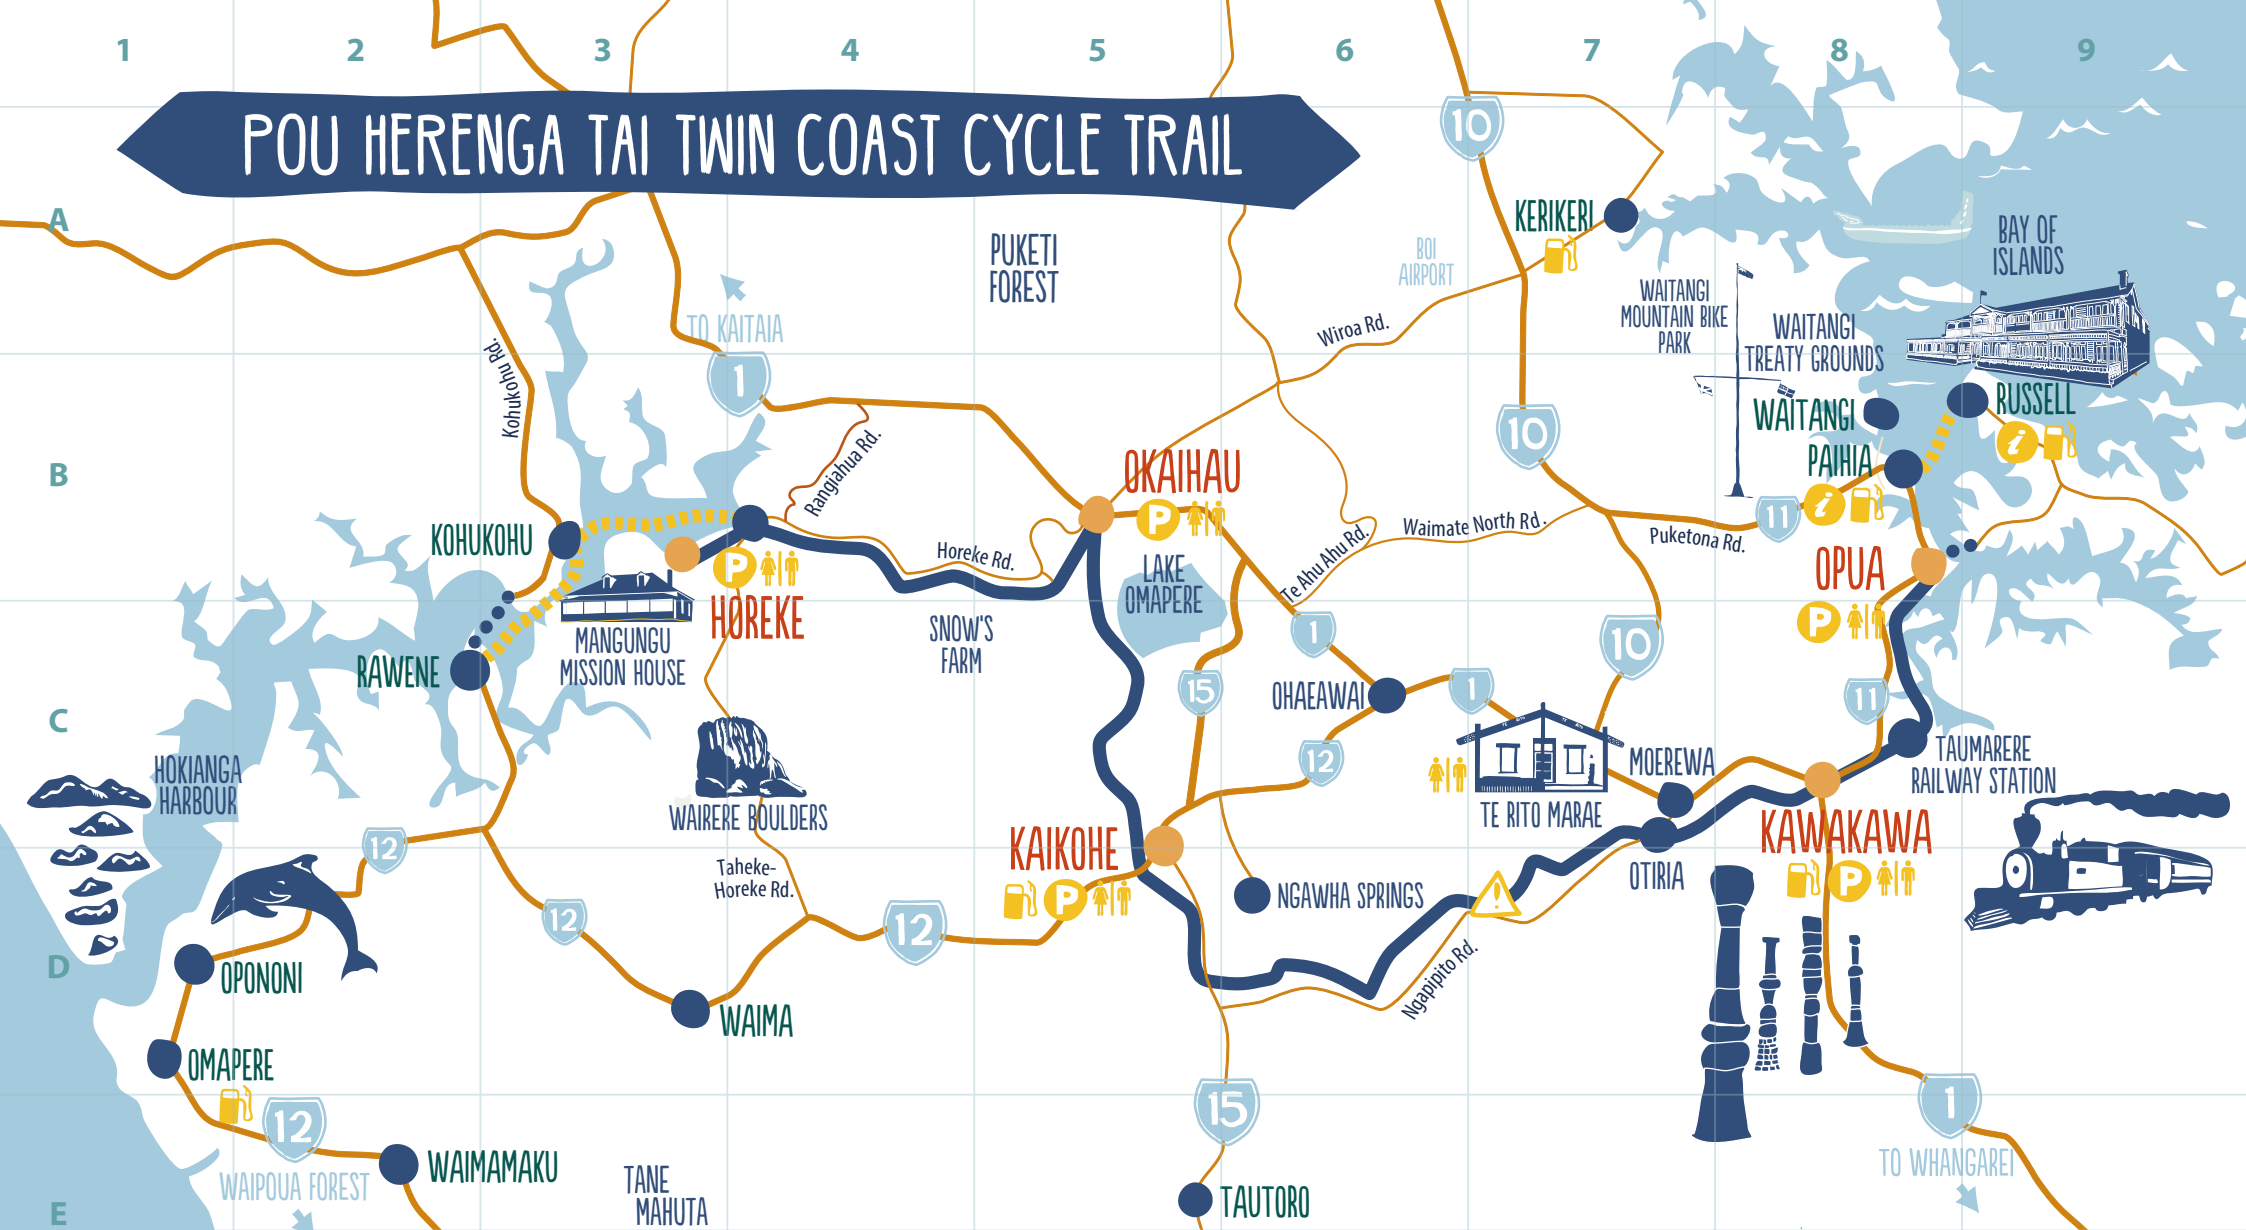 1 2 3 4 5 6 7 8 9
POU HERENGA TAI TWIN COAST CYCLE TRAIL
10
A
KERIKERI
BAY OF
ISLANDS
PUKETI
FOREST
BOI
AIRPORT
WAITANGI
MOUNTAIN BIKE
PARK
TO KAITAIA
Wiroa Rd.
WAITANGI
TREATY GROUNDS
Kohukohu Rd.
1
RUSSELL
WAITANGI
i
10
PAIHIA
B
OKAIHAU
Rangiahua Rd.
P
11
i
KOHUKOHU
Waimate North Rd.
Puketona Rd.
Horeke Rd.
Te Ahu Ahu Rd.
LAKE
OMAPERE
OPUA
P
HOREKE
P
SNOW'S
FARM
1
10
MANGUNGU
MISSION HOUSE
RAWENE
15
OHAEAWAI
1
11
C
12
TE RITO MARAE
MOEREWA
TAUMARERE
RAILWAY STATION
HOKIANGA
HARBOUR
WAIRERE BOULDERS
KAIKOHE
P
KAWAKAWA
P
12
Taheke-
Horeke Rd.
OTIRIA
NGAWHA SPRINGS
!
12
12
D
OPONONI
Ngapipito Rd.
WAIMA
OMAPERE
12
15
1
WAIPOUA FOREST
WAIMAMAKU
TO WHANGAREI
TANE
MAHUTA
TAUTORO
E